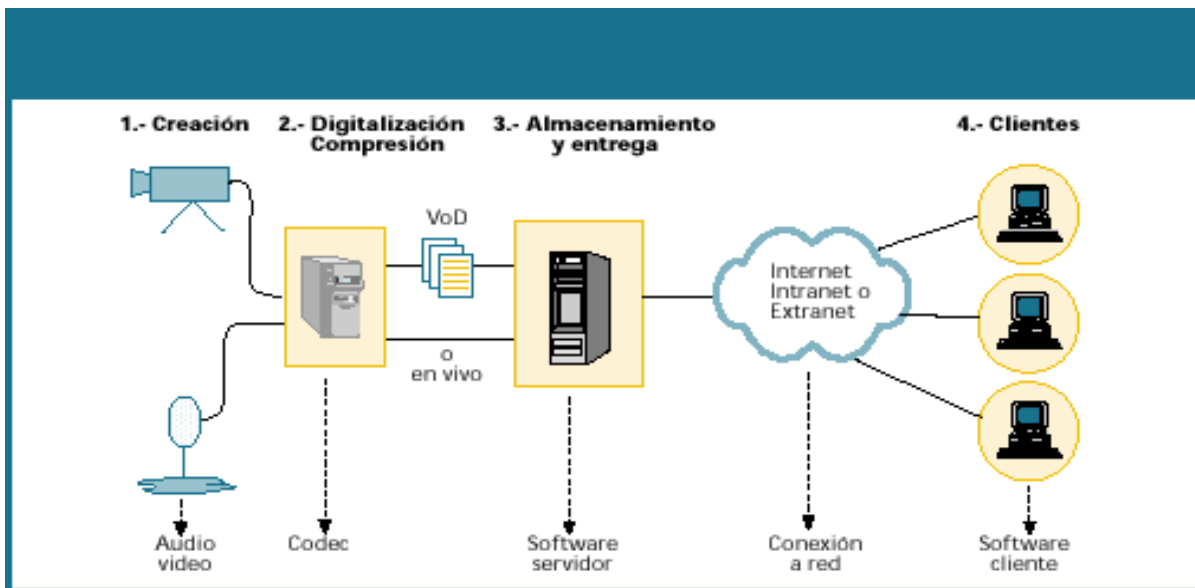 1.- Creación
2.- Digitalización
Compresión
3.- Almacenamiento
y entrega
4.- Clientes
VoD
o
en vivo
Internet
Intranet o
Extranet
Audio
video
Codec
Software
servidor
Conexión
a red
Software
cliente